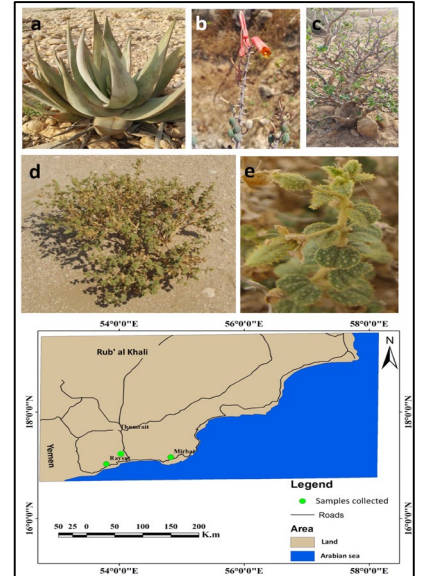 a
b
c
d
e
54°0'0"E 56°0'0"E 58°0'0"E
N
Rub' al Khali
18°0'0"N
18°0'0"N
Thumrait
Mirbat
Yemen
Legend
Samples collected
Roads
Area
Land
Arabian sea
50 25 0 50 100 150 200
K.m
16°0'0"N
16°0'0"N
54°0'0"E 56°0'0"E 58°0'0"E